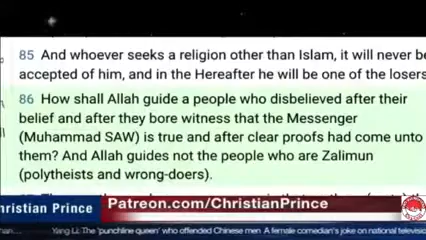 85 And whoever seeks a religion other than Islam, it will never be
accepted of him, and in the Hereafter he will be one of the losers
86 How shall Allah guide a people who disbelieved after their
belief and after they bore witness that the Messenger
(Muhammad SAW) is true and after clear proofs had come unto
them? And Allah guides not the people who are Zalimun
(polytheists and wrong-doers).
hristian Prince
Patreon.com/ChristianPrince
Yang Li: The 'punchline queen' who offended Chinese men A female comedian's joke on national television